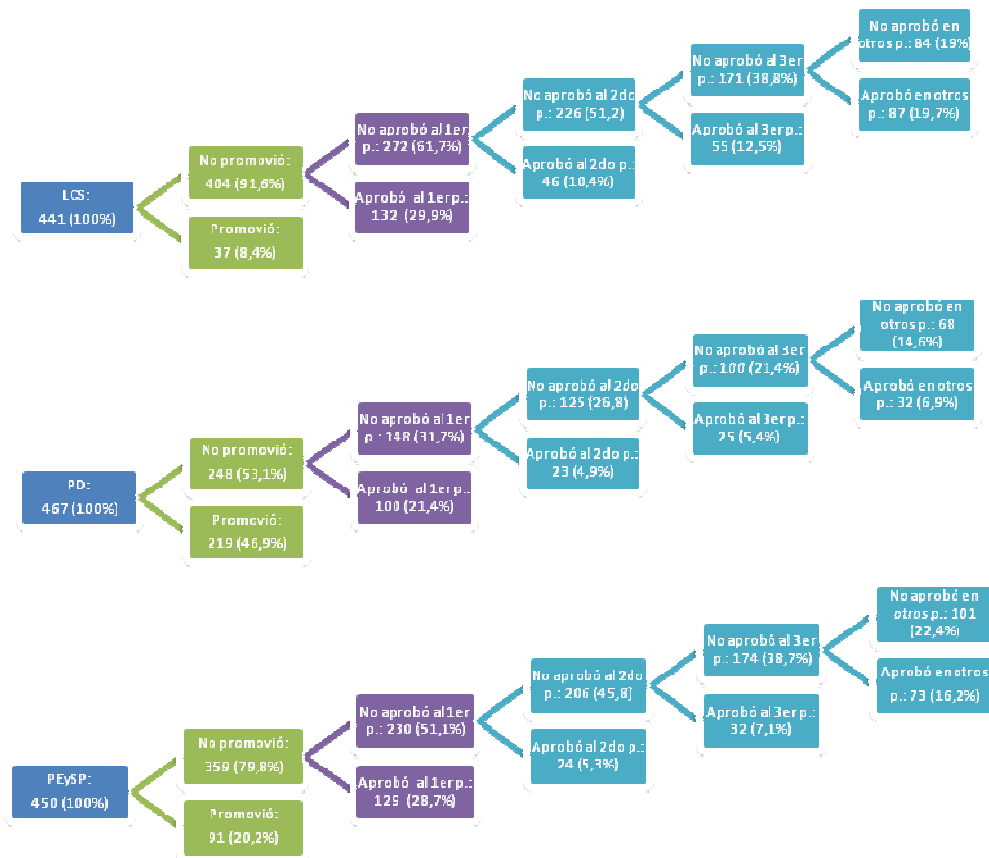 LCS:
441 (100%)
No promovió:
404 (91,6%)
Promovió:
37 (8,4%)
No aprobó al 1er
p.: 272 (61,7%)
Aprobó al 1erp.:
132 (29,9%)
No aprobó al 2do
p.: 226 (51,2)
Aprobó al 2do p.:
46 (10,4%)
No aprobó al 3er
p.: 171 (38,8%)
Aprobó al 3erp.:
55 (12,5%)
No aprobó en
otros p.: 84 (19%)
Aprobó en otros
p.: 87 (19,7%)
PD:
467 (100%)
No promovió:
248 (53,1%)
Promovió:
219 (46,9%)
No aprobó al 1er
p.: 148 (31,7%)
Aprobó al 1erp.:
100 (21,4%)
No aprobó al 2do
p.: 125 (26,8)
Aprobó al 2do p.:
23 (4,9%)
No aprobó al 3er
p.: 100 (21,4%)
Aprobó al 3erp.:
25 (5,4%)
No aprobó en
otros p.: 68
(14,6%)
Aprobó en otros
p.: 32 (6,9%)
PEySP:
450 (100%)
No promovió:
359 (79,8%)
Promovió:
91 (20,2%)
No aprobó al 1er
p.: 230 (51,1%)
Aprobó al 1erp.:
129 (28,7%)
No aprobó al 2do
p.: 206 (45,8)
Aprobó al 2do p.:
24 (5,3%)
No aprobó al 3er
p.: 174 (38,7%)
Aprobó al 3erp.:
32 (7,1%)
No aprobó en
otros p.: 101
(22,4%)
Aprobó en otros
p.: 73 (16,2%)